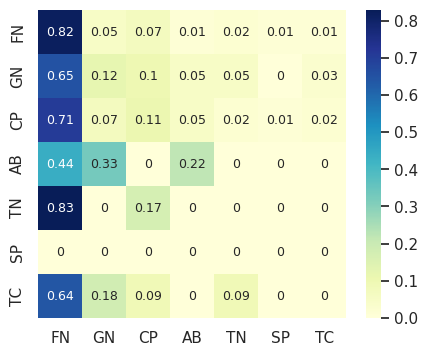 FN 0.82 0.05 0.07 0.01 0.02 0.01 0.01
GN 0.65 0.12 0.1 0.05 0.05 0 0.03
CP 0.71 0.07 0.11 0.05 0.02 0.01 0.02
AB 0.44 0.33 0 0.22 0 0 0
TN 0.83 0 0.17 0 0 0 0
SP 0 0 0 0 0 0 0
TC 0.64 0.18 0.09 0 0.09 0 0
FN GN CP AB TN SP TC
0.8
0.7
0.6
0.5
0.4
0.3
0.2
0.1
0.0